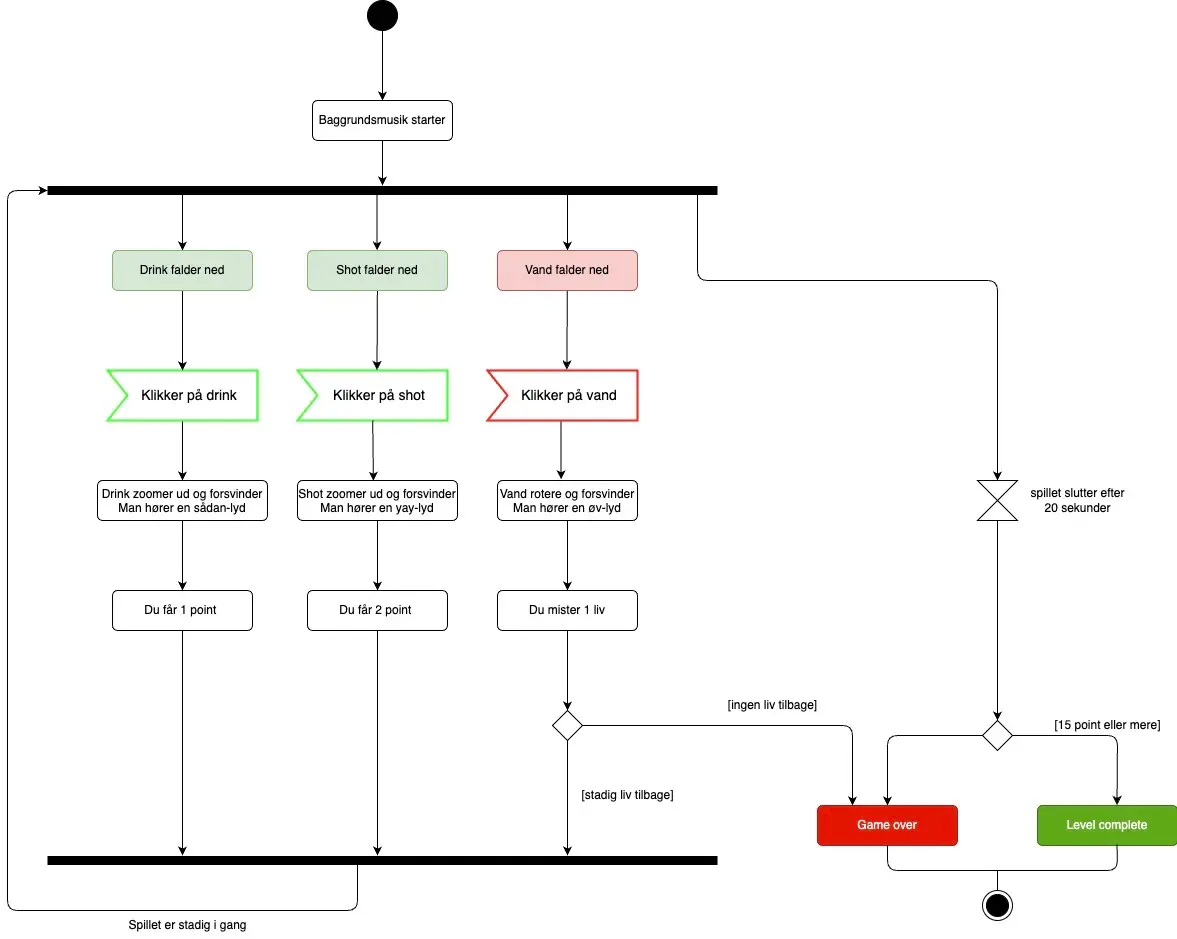 Baggrundsmusik starter
Drink falder ned
Shot falder ned
Vand falder ned
Klikker på drink
Klikker på shot
Klikker på vand
Drink zoomer ud og forsvinder
Man hører en sådan-lyd
Shot zoomer ud og forsvinder
Man hører en yay-lyd
Vand rotere og forsvinder
Man hører en øv-lyd
spillet slutter efter
20 sekunder
Du får 1 point
Du får 2 point
Du mister 1 liv
[ingen liv tilbage]
[15 point eller mere]
[stadig liv tilbage]
Game over
Level complete
Spillet er stadig i gang